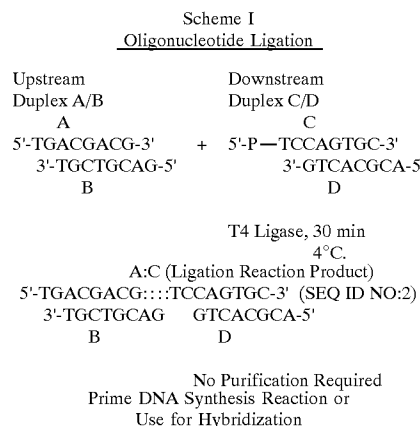 Scheme I
Oligonucleotide Ligation
Upstream Downstream
Duplex A/B Duplex C/D
A C
5'-TGACGACG-3' + 5'-P—TCCAGTGC-3'
3'-TGCTGCAG-5' 3'-GTCACGCA-5'
B D
T4 Ligase, 30 min
4°C.
A:C (Ligation Reaction Product)
5'-TGACGACG::::TCCAGTGC-3' (SEQ ID NO:2)
3'-TGCTGCAG GTCACGCA-5'
B D
No Purification Required
Prime DNA Synthesis Reaction or
Use for Hybridization